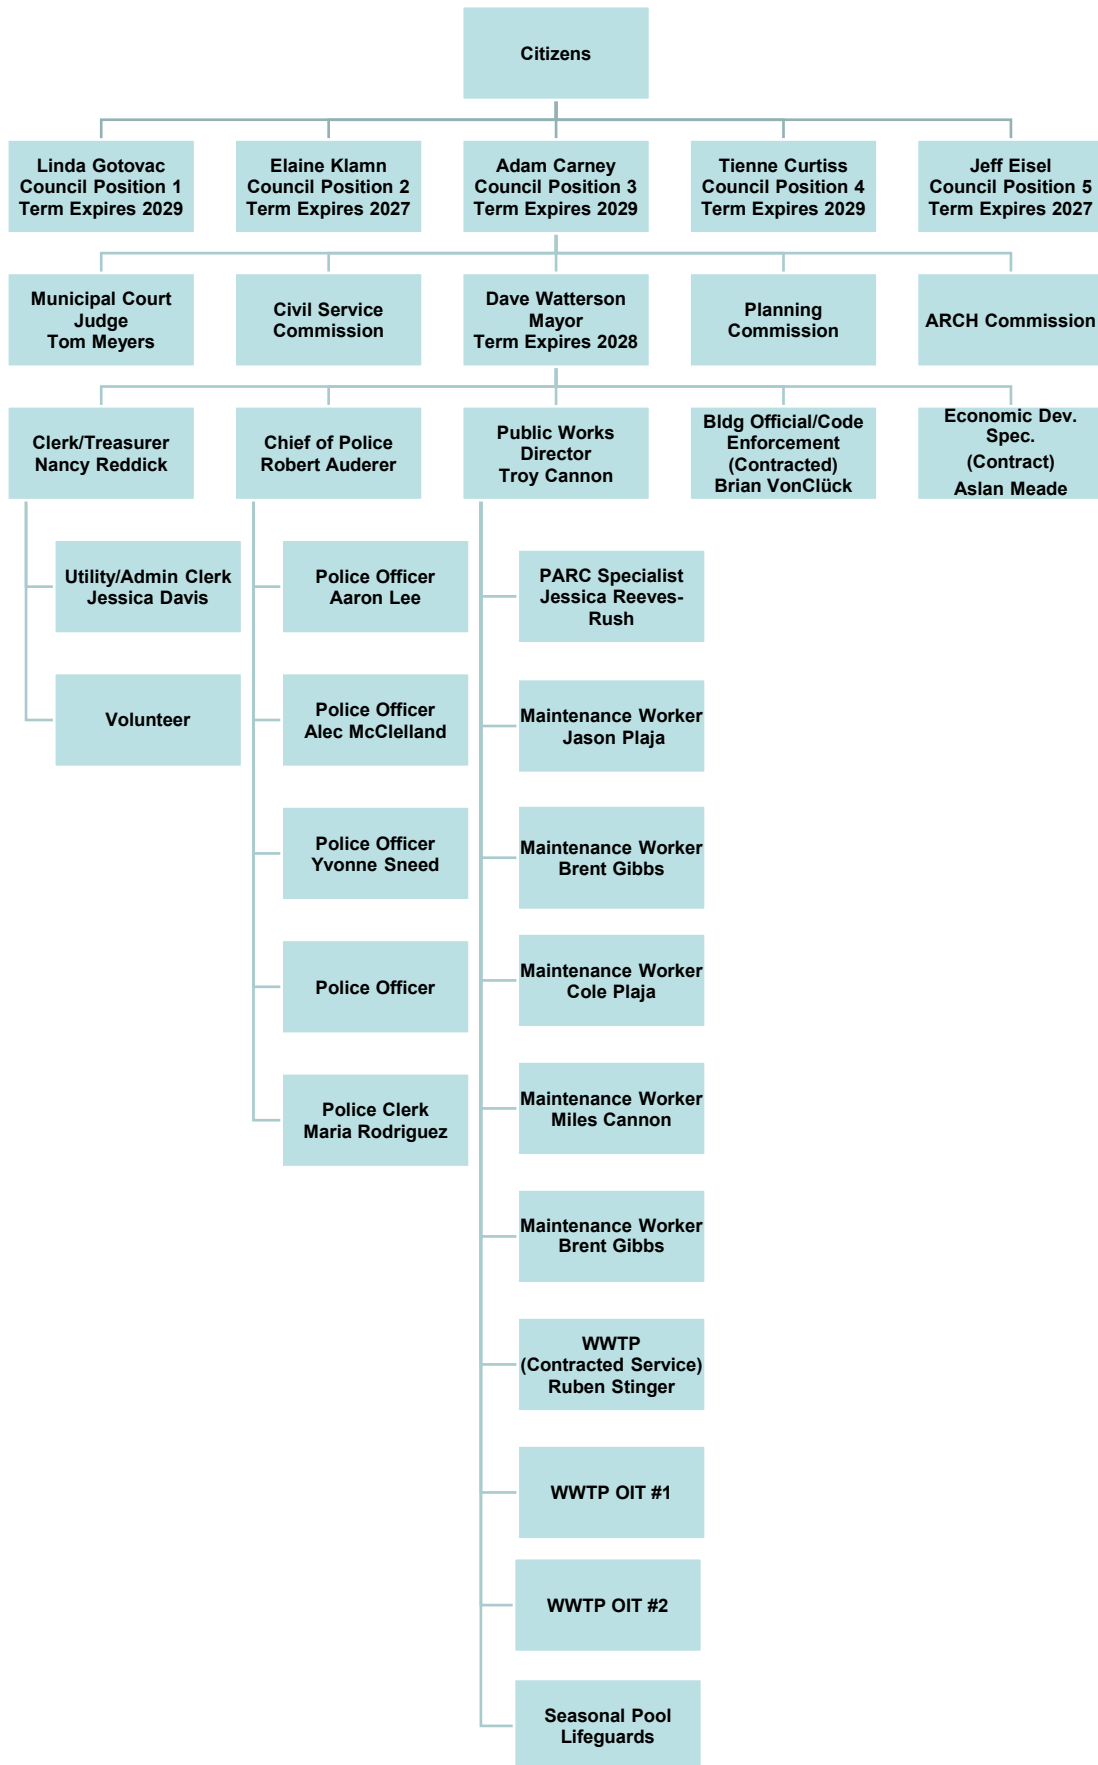 Citizens
Linda Gotovac
Council Position 1
Term Expires 2029
Elaine Klamn
Council Position 2
Term Expires 2027
Adam Carney
Council Position 3
Term Expires 2029
Tienne Curtiss
Council Position 4
Term Expires 2029
Jeff Eisel
Council Position 5
Term Expires 2027
Municipal Court
Judge
Tom Meyers
Civil Service
Commission
Dave Watterson
Mayor
Term Expires 2028
Planning
Commission
ARCH Commission
Clerk/Treasurer
Nancy Reddick
Chief of Police
Robert Auderer
Public Works
Director
Troy Cannon
Bldg Official/Code
Enforcement
(Contracted)
Brian VonClück
Economic Dev.
Spec.
(Contract)
Aslan Meade
Utility/Admin Clerk
Jessica Davis
Volunteer
Police Officer
Aaron Lee
Police Officer
Alec McClelland
Police Officer
Yvonne Sneed
Police Officer
Police Clerk
Maria Rodriguez
PARC Specialist
Jessica Reeves-
Rush
Maintenance Worker
Jason Plaja
Maintenance Worker
Brent Gibbs
Maintenance Worker
Cole Plaja
Maintenance Worker
Miles Cannon
Maintenance Worker
Brent Gibbs
WWTP
(Contracted Service)
Ruben Stinger
WWTP OIT #1
WWTP OIT #2
Seasonal Pool
Lifeguards